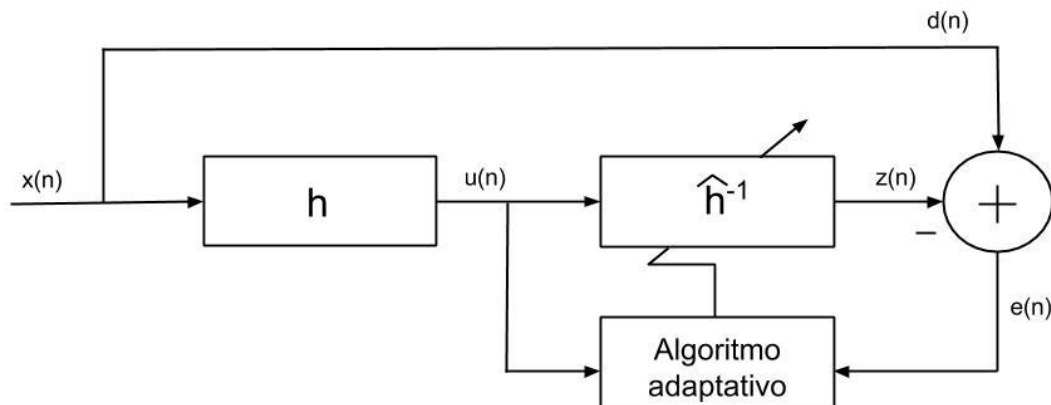 d(n)
x(n)
h
u(n)
ĥ-1
z(n)
+
−
e(n)
Algoritmo
adaptativo